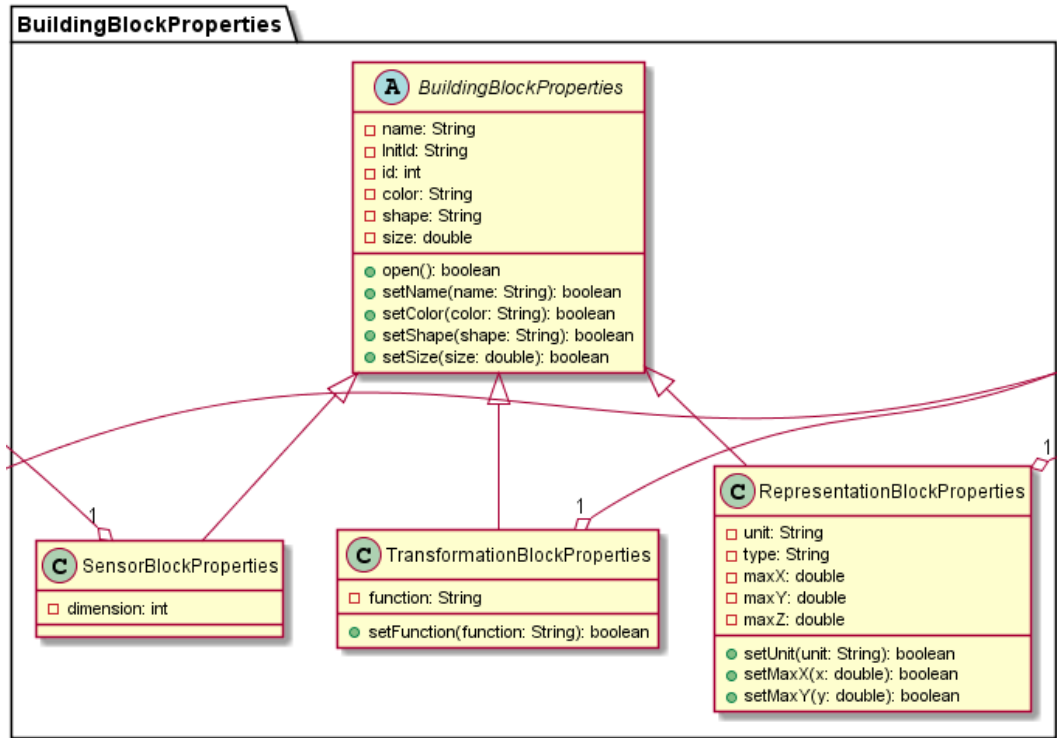 BuildingBlockProperties
A BuildingBlockProperties
name: String
InitId: String
id: int
color: String
shape: String
size: double
open(): boolean
setName(name: String): boolean
setColor(color: String): boolean
setShape(shape: String): boolean
setSize(size: double): boolean
1
C RepresentationBlockProperties
unit: String
type: String
maxX: double
maxY: double
maxZ: double
setUnit(unit: String): boolean
setMaxX(x: double): boolean
setMaxY(y: double): boolean
1
C SensorBlockProperties
dimension: int
1
C TransformationBlockProperties
function: String
setFunction(function: String): boolean